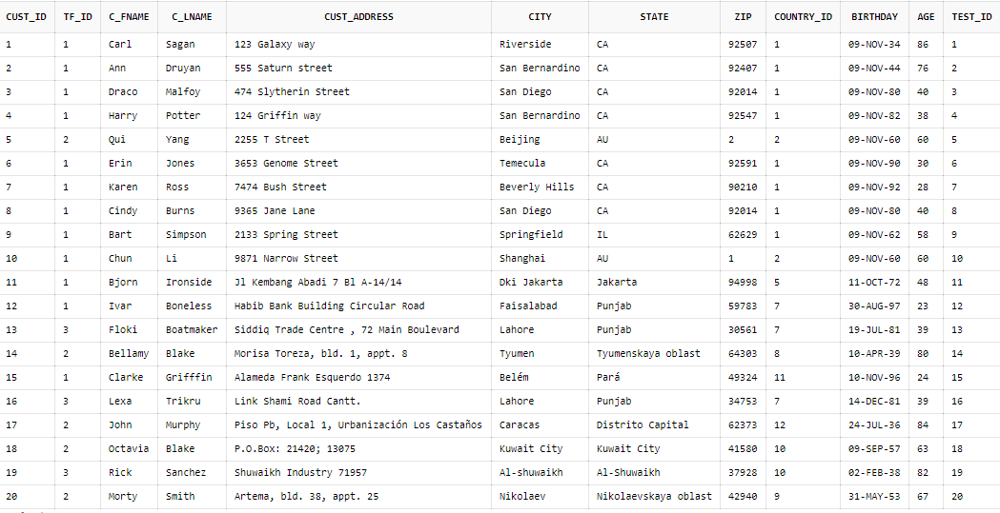 CUST_ID TF_ID C_FNAME C_LNAME CUST_ADDRESS CITY STATE ZIP COUNTRY_ID BIRTHDAY AGE TEST_ID
1 1 Carl Sagan 123 Galaxy way Riverside CA 92507 1 09-NOV-34 86 1
2 1 Ann Druyan 555 Saturn street San Bernardino CA 92407 1 09-NOV-44 76 2
3 1 Draco Malfoy 474 Slytherin Street San Diego CA 92014 1 09-NOV-80 40 3
4 1 Harry Potter 124 Griffin way San Bernardino CA 92547 1 09-NOV-82 38 4
5 2 Qui Yang 2255 T Street Beijing AU 2 2 09-NOV-60 60 5
6 1 Erin Jones 3653 Genome Street Temecula CA 92591 1 09-NOV-90 30 6
7 1 Karen Ross 7474 Bush Street Beverly Hills CA 90210 1 09-NOV-92 28 7
8 1 Cindy Burns 9365 Jane Lane San Diego CA 92014 1 09-NOV-80 40 8
9 1 Bart Simpson 2133 Spring Street Springfield IL 62629 1 09-NOV-62 58 9
10 1 Chun Li 9871 Narrow Street Shanghai AU 1 2 09-NOV-60 60 10
11 1 Bjorn Ironside Jl Kembang Abadi 7 Bl A-14/14 Dki Jakarta Jakarta 94998 5 11-OCT-72 48 11
12 1 Ivar Boneless Habib Bank Building Circular Road Faisalabad Punjab 59783 7 30-AUG-97 23 12
13 3 Floki Boatmaker Siddiq Trade Centre , 72 Main Boulevard Lahore Punjab 30561 7 19-JUL-81 39 13
14 2 Bellamy Blake Morisa Toreza, bld. 1, appt. 8 Tyumen Tyumenskaya oblast 64303 8 10-APR-39 80 14
15 1 Clarke Grifffin Alameda Frank Esquerdo 1374 Belém Pará 49324 11 10-NOV-96 24 15
16 3 Lexa Trikru Link Shami Road Cantt. Lahore Punjab 34753 7 14-DEC-81 39 16
17 2 John Murphy Piso Pb, Local 1, Urbanización Los Castaños Caracas Distrito Capital 62373 12 24-JUL-36 84 17
18 2 Octavia Blake P.O.Box: 21420; 13075 Kuwait City Kuwait City 41580 10 09-SEP-57 63 18
19 3 Rick Sanchez Shuwaikh Industry 71957 Al-shuwaikh Al-Shuwaikh 37928 10 02-FEB-38 82 19
20 2 Morty Smith Artema, bld. 38, appt. 25 Nikolaev Nikolaevskaya oblast 42940 9 31-MAY-53 67 20